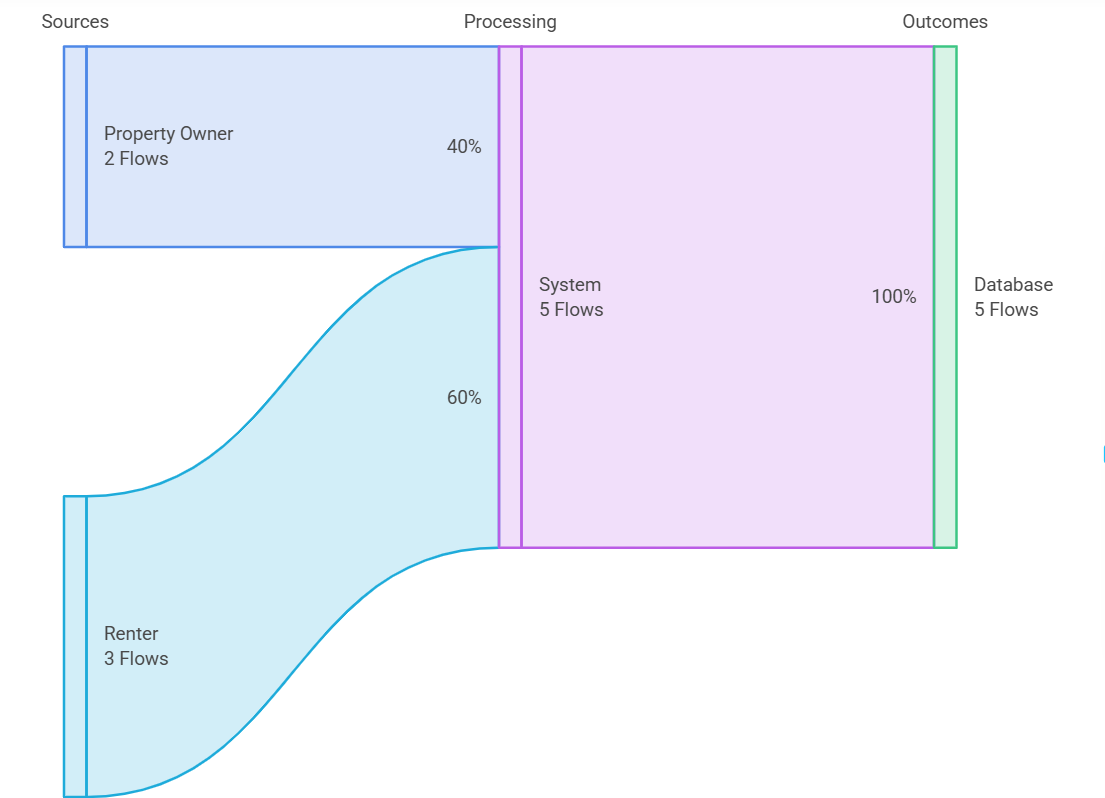 Sources
Processing
Outcomes
Property Owner
2 Flows
40%
System
5 Flows
100%
Database
5 Flows
60%
Renter
3 Flows